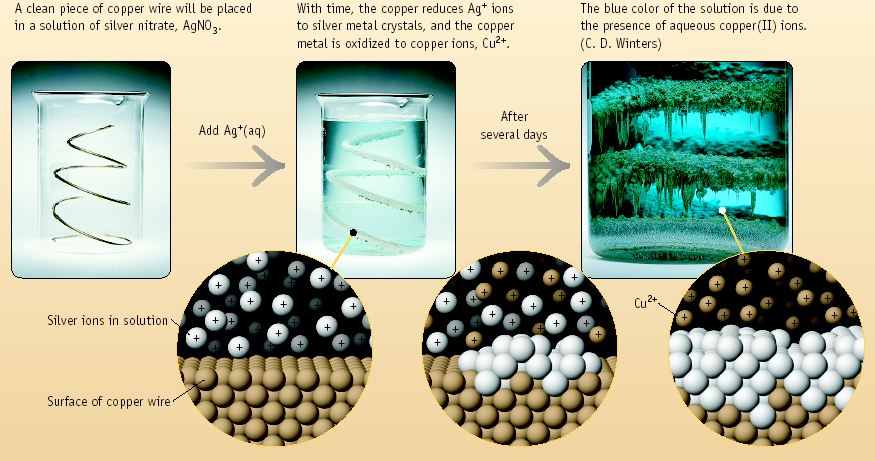 A clean piece of copper wire will be placed
in a solution of silver nitrate, AgNO₃.
With time, the copper reduces Ag⁺ ions
to silver metal crystals, and the copper
metal is oxidized to copper ions, Cu²⁺.
The blue color of the solution is due to
the presence of aqueous copper(II) ions.
(C. D. Winters)
Add Ag⁺(aq)
After
several days
Silver ions in solution
Surface of copper wire
Cu²⁺